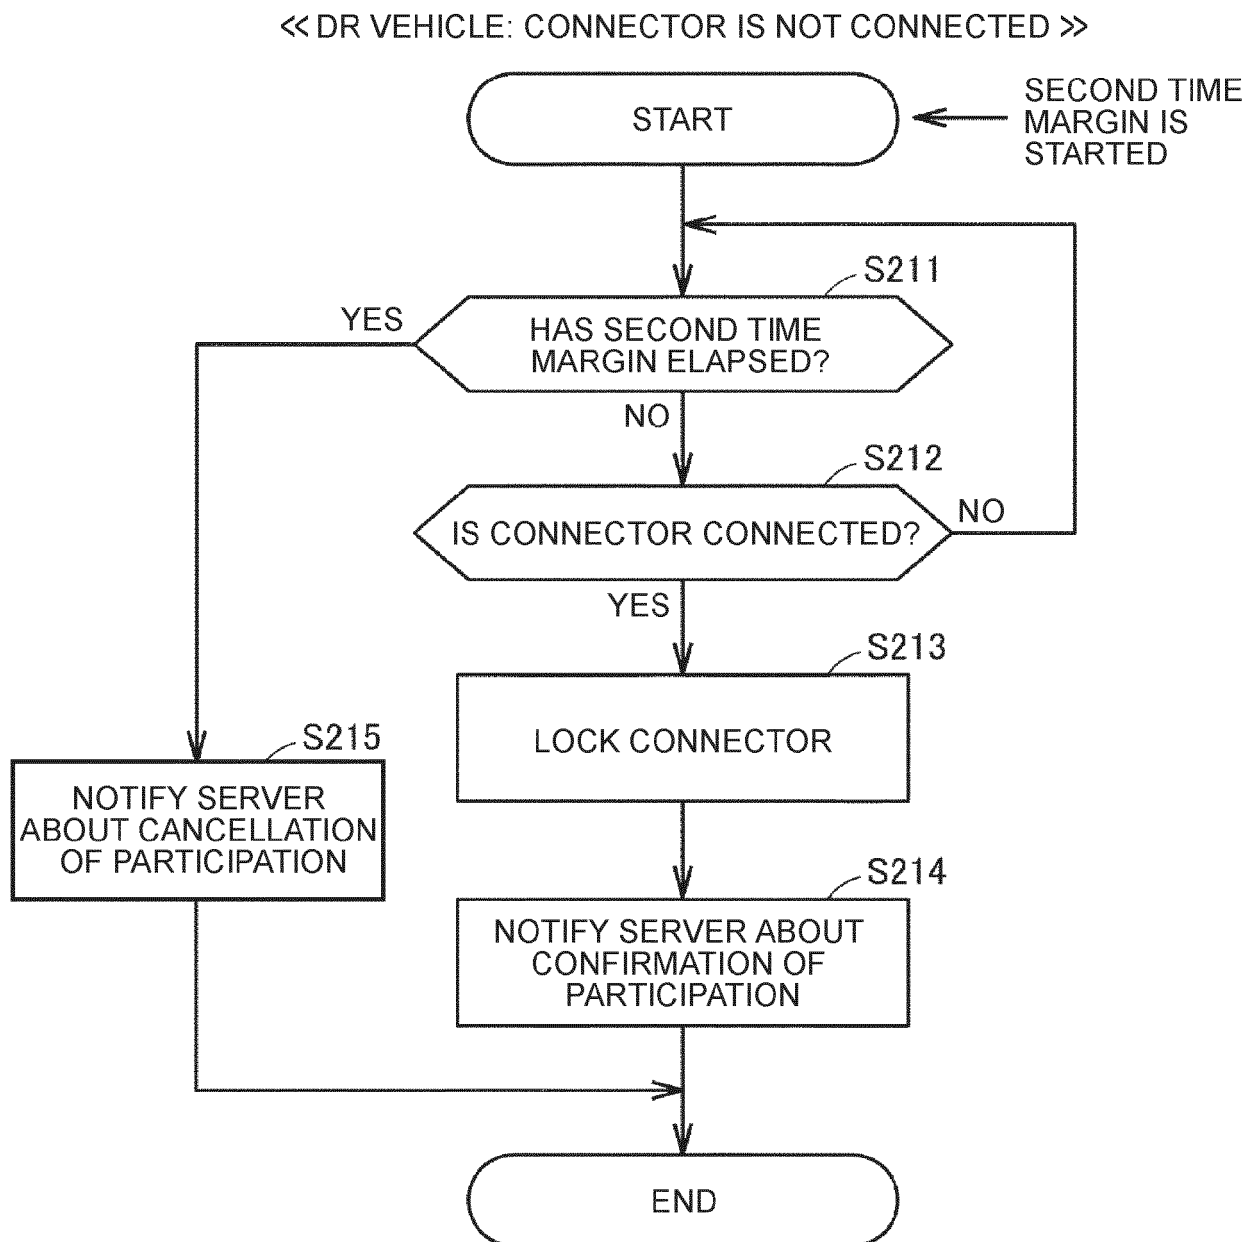 << DR VEHICLE: CONNECTOR IS NOT CONNECTED >>
START
SECOND TIME
MARGIN IS
STARTED
S211
YES
HAS SECOND TIME
MARGIN ELAPSED?
NO
S212
IS CONNECTOR CONNECTED?
NO
YES
S213
LOCK CONNECTOR
S215
NOTIFY SERVER
ABOUT CANCELLATION
OF PARTICIPATION
S214
NOTIFY SERVER ABOUT
CONFIRMATION OF
PARTICIPATION
END